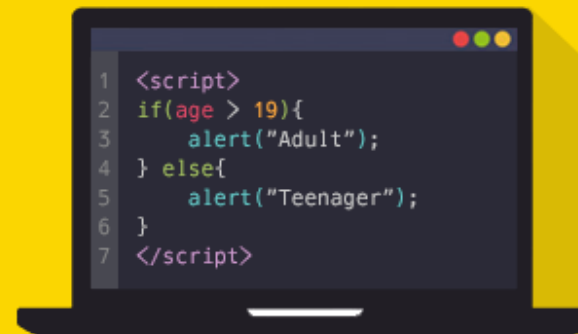 1 <script>
2 if(age > 19){
3     alert("Adult");
4 } else{
5     alert("Teenager");
6 }
7 </script>